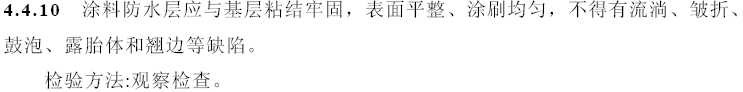 4.4.10 涂料防水层应与基层粘结牢固，表面平整、涂刷均匀，不得有流淌、皱折、
鼓泡、露胎体和翘边等缺陷。
检验方法:观察检查。